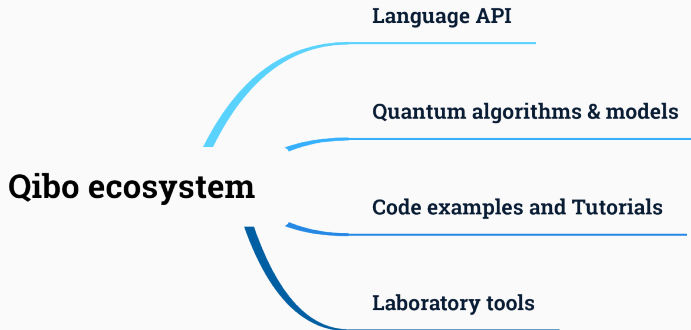 Language API
Quantum algorithms & models
Qibo ecosystem
Code examples and Tutorials
Laboratory tools